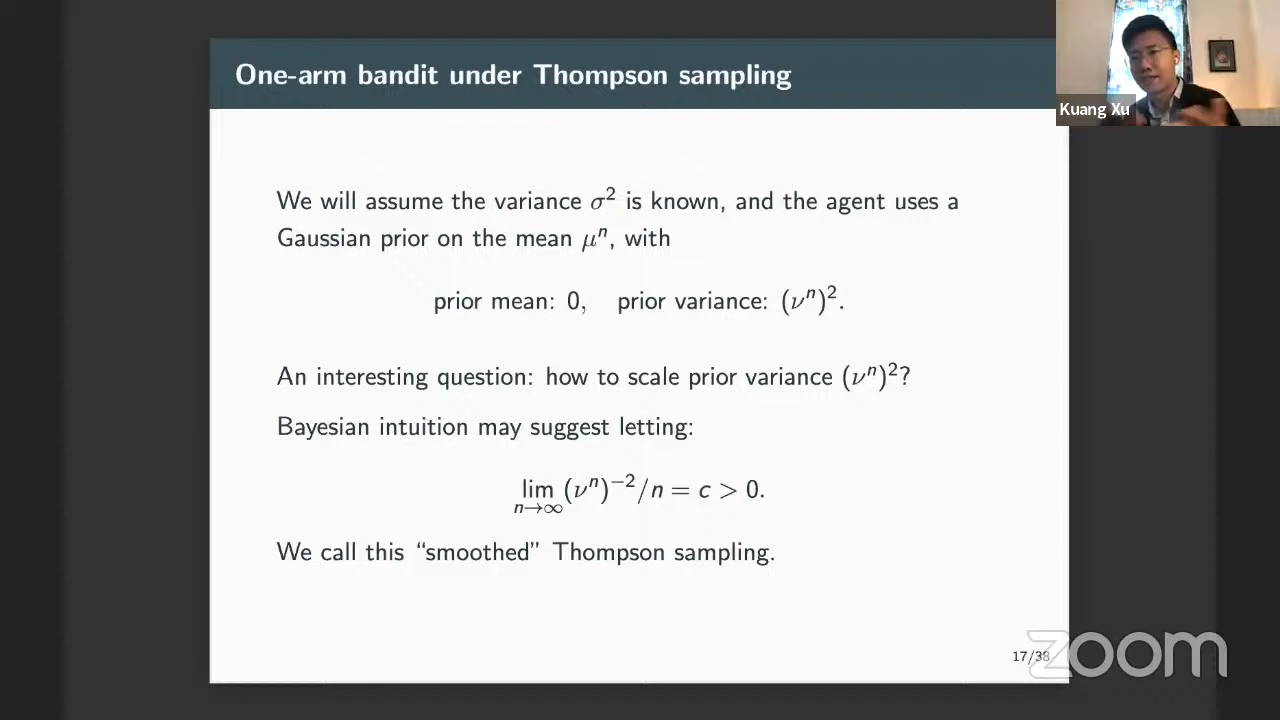 One-arm bandit under Thompson sampling
Kuang Xu
We will assume the variance σ² is known, and the agent uses a
Gaussian prior on the mean μⁿ, with
prior mean: 0, prior variance: (νⁿ)².
An interesting question: how to scale prior variance (νⁿ)²?
Bayesian intuition may suggest letting:
lim_{n→∞} (νⁿ)⁻²/n = c > 0.
We call this “smoothed” Thompson sampling.
17/38
zoom